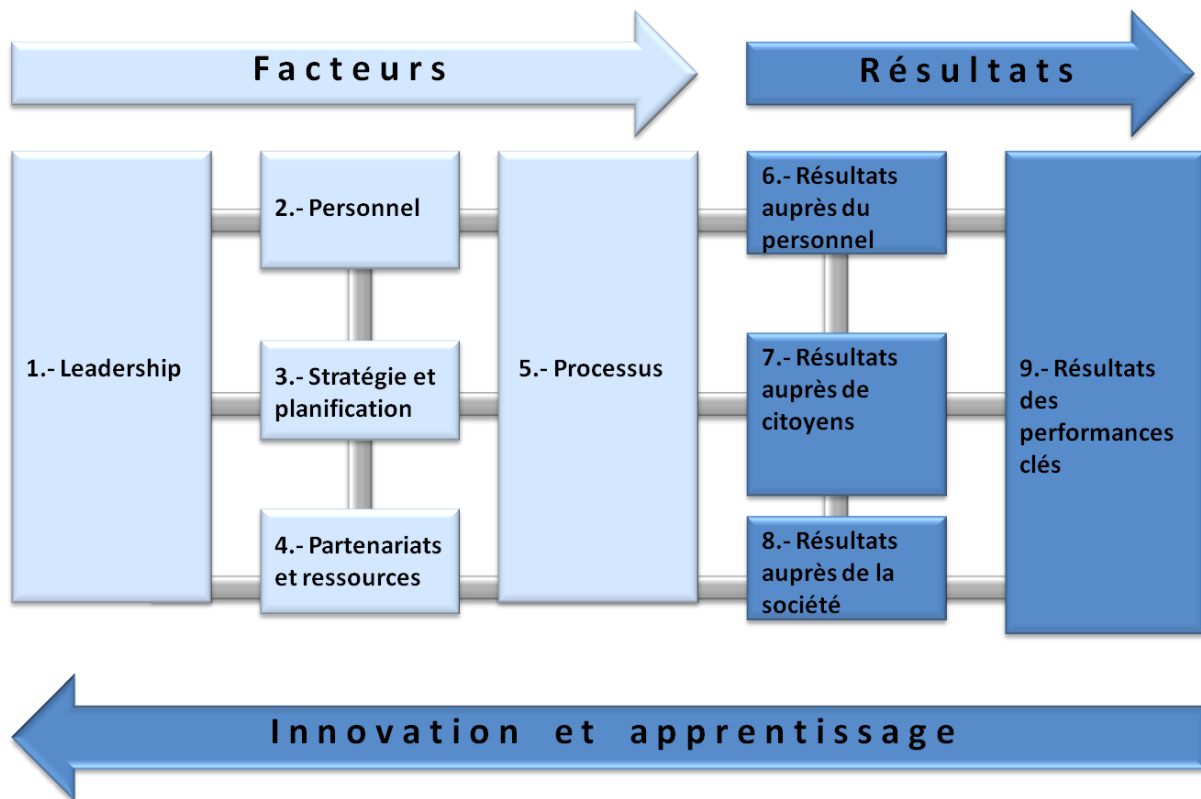 Facteurs
Résultats
1.- Leadership
2.- Personnel
3.- Stratégie et
planification
4.- Partenariats
et ressources
5.- Processus
6.- Résultats
auprès du
personnel
7.- Résultats
auprès de
citoyens
8.- Résultats
auprès de la
société
9.- Résultats
des
performances
clés
Innovation et apprentissage